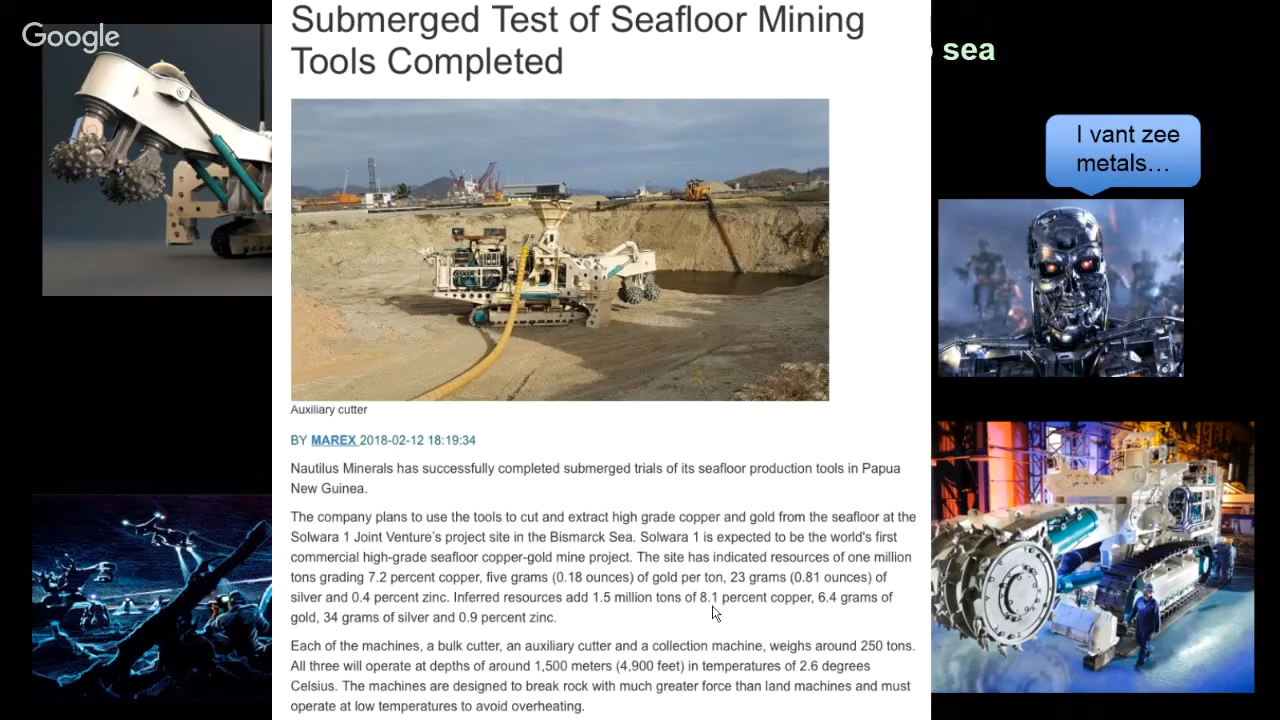 Google
Submerged Test of Seafloor Mining
Tools Completed
sea
I vant zee
metals...
Auxiliary cutter
BY MAREX 2018-02-12 18:19:34
Nautilus Minerals has successfully completed submerged trials of its seafloor production tools in Papua
New Guinea.
The company plans to use the tools to cut and extract high grade copper and gold from the seafloor at the
Solwara 1 Joint Venture's project site in the Bismarck Sea. Solwara 1 is expected to be the world's first
commercial high-grade seafloor copper-gold mine project. The site has indicated resources of one million
tons grading 7.2 percent copper, five grams (0.18 ounces) of gold per ton, 23 grams (0.81 ounces) of
silver and 0.4 percent zinc. Inferred resources add 1.5 million tons of 8.1 percent copper, 6.4 grams of
gold, 34 grams of silver and 0.9 percent zinc.
Each of the machines, a bulk cutter, an auxiliary cutter and a collection machine, weighs around 250 tons.
All three will operate at depths of around 1,500 meters (4,900 feet) in temperatures of 2.6 degrees
Celsius. The machines are designed to break rock with much greater force than land machines and must
operate at low temperatures to avoid overheating.